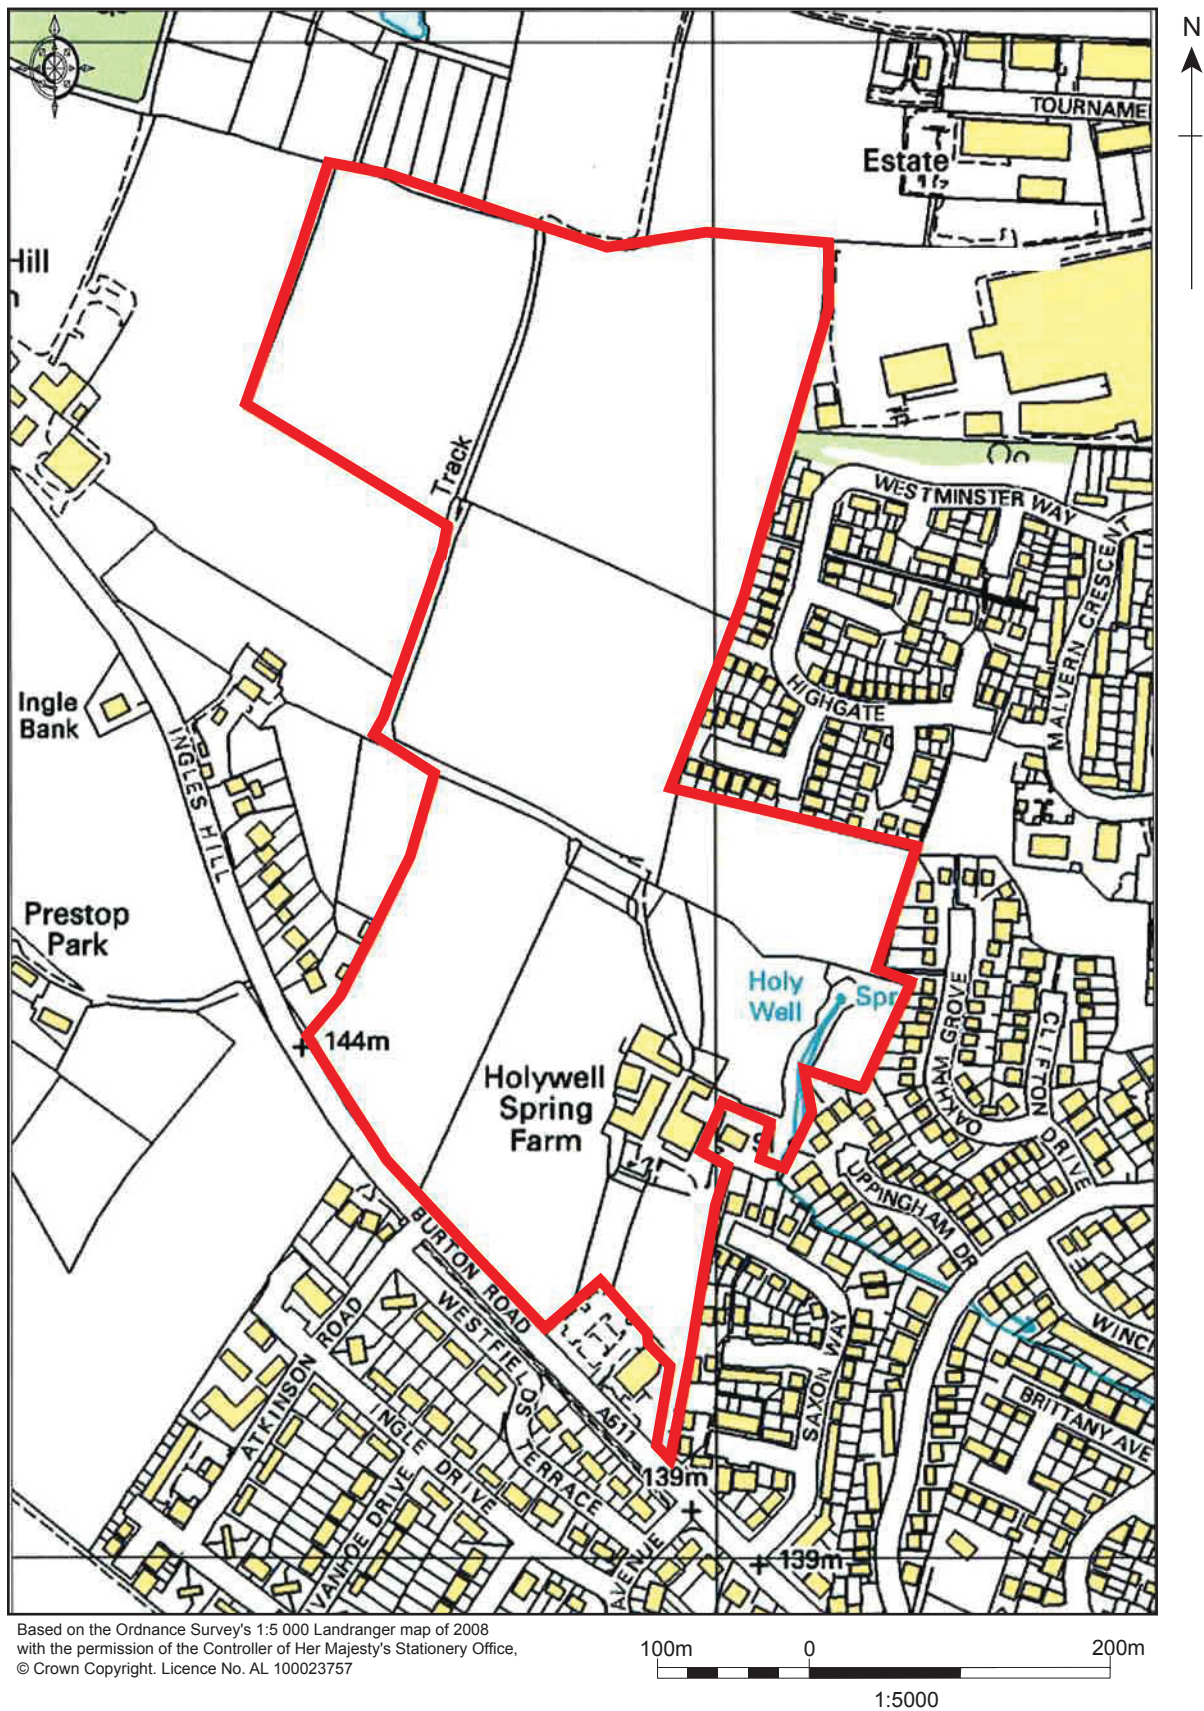 N
TOURNAME
Estate
Hill
Track
WESTMINSTER WAY
MALVERN CRESCENT
HIGHGATE
Ingle
Bank
INGLES HILL
Prestop
Park
144m
Holy
Well
Spr
OAKHAM GROVE
CLIFTON
DRIVE
Holywell
Spring
Farm
UPPINGHAM DR
BURTON ROAD
WESTFIELDS
TERRACE
A511
SAXON WAY
WINC
BRITTANY AVE
ATKINSON
ROAD
INGLE
DRIVE
IVANHOE DRIVE
AVENUE
139m
139m
Based on the Ordnance Survey's 1:5 000 Landranger map of 2008
with the permission of the Controller of Her Majesty's Stationery Office,
© Crown Copyright. Licence No. AL 100023757
100m 0 200m
1:5000